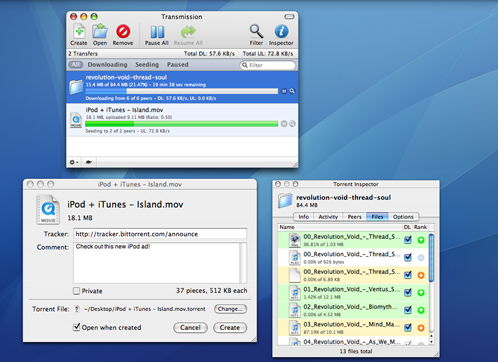 Transmission
Create Open Remove Pause All Resume All Filter Inspector
2 Transfers Total DL: 57.6 KB/s Total UL: 72.8 KB/s
All Downloading Seeding Paused Filter
revolution-void-thread-soul
15.4 MB of 84.4 MB (21.47%) - 19 min 38 sec remaining
Downloading from 6 of 6 peers - DL: 57.6 KB/s, UL: 0.0 KB/s
iPod + iTunes - Island.mov
18.1 MB, uploaded 9.11 MB (Ratio: 0.50)
Seeding to 2 of 2 peers - UL: 72.8 KB/s
iPod + iTunes - Island.mov
MOVIE
iPod + iTunes - Island.mov
18.1 MB
Tracker: http://tracker.bittorrent.com/announce
Comment: Check out this new iPod ad!
Private 37 pieces, 512 KB each
Torrent File: ~/Desktop/iPod + iTunes - Island.mov.torrent Change...
Open when created Cancel Create
Torrent Inspector
revolution-void-thread-soul
84.4 MB
Info Activity Peers Files Options
Name DL Rank
00_Revolution_Void_-_Thread_S...
96.81% of 1.03 MB
00_Revolution_Void_-_Thread_S...
0.00% of 926 bytes
00_Revolution_Void_-_Thread_S...
0.00% of 4.89 MB
01_Revolution_Void_-_Ventus_S...
1.42% of 12.1 MB
02_Revolution_Void_-_Biomyth...
0.00% of 4.52 MB
03_Revolution_Void_-_Mind_Ma...
87.19% of 10.1 MB
04_Revolution_Void_-_As_We_M...
13 files total